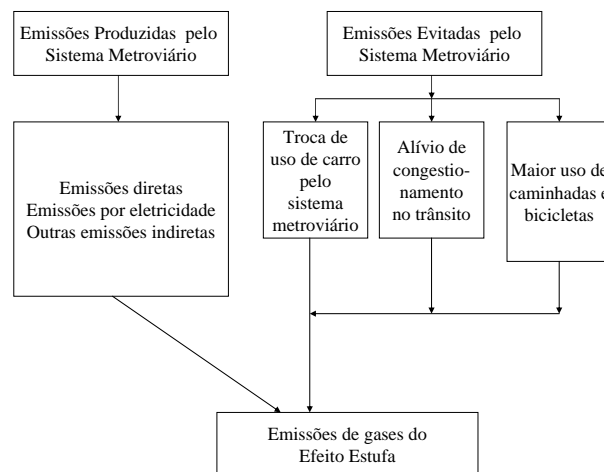 Emissões Produzidas pelo
Sistema Metroviário
Emissões Evitadas pelo
Sistema Metroviário
Emissões diretas
Emissões por eletricidade
Outras emissões indiretas
Troca de
uso de carro
pelo
sistema
metroviário
Alívio de
congestio-
namento
no trânsito
Maior uso de
caminhadas e
bicicletas
Emissões de gases do
Efeito Estufa